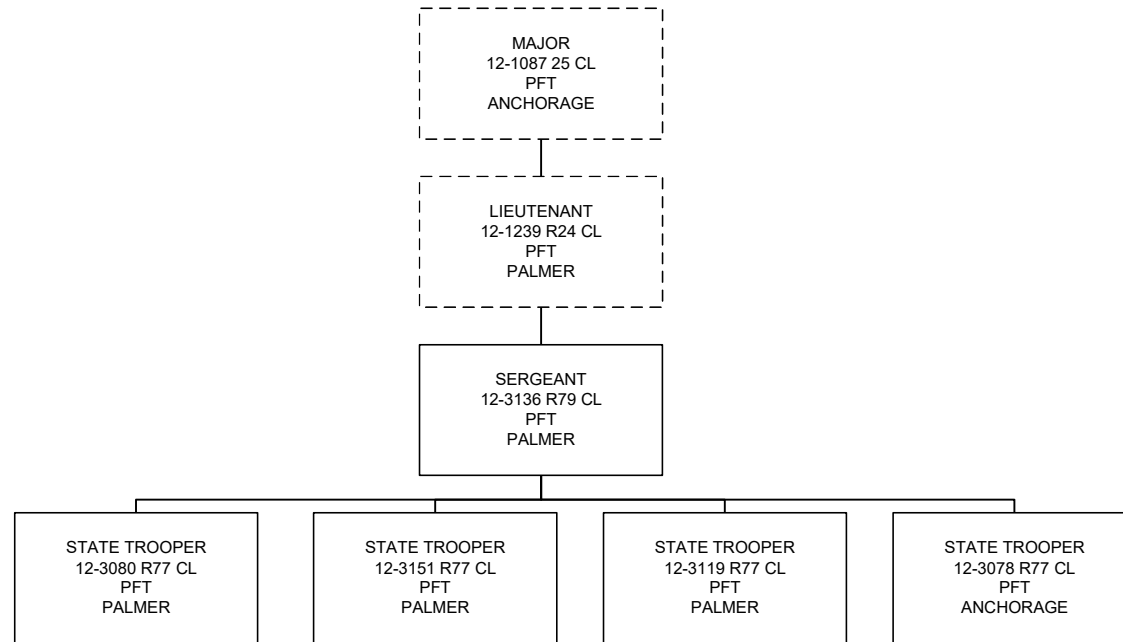 MAJOR
12-1087 25 CL
PFT
ANCHORAGE
LIEUTENANT
12-1239 R24 CL
PFT
PALMER
SERGEANT
12-3136 R79 CL
PFT
PALMER
STATE TROOPER
12-3080 R77 CL
PFT
PALMER
STATE TROOPER
12-3151 R77 CL
PFT
PALMER
STATE TROOPER
12-3119 R77 CL
PFT
PALMER
STATE TROOPER
12-3078 R77 CL
PFT
ANCHORAGE